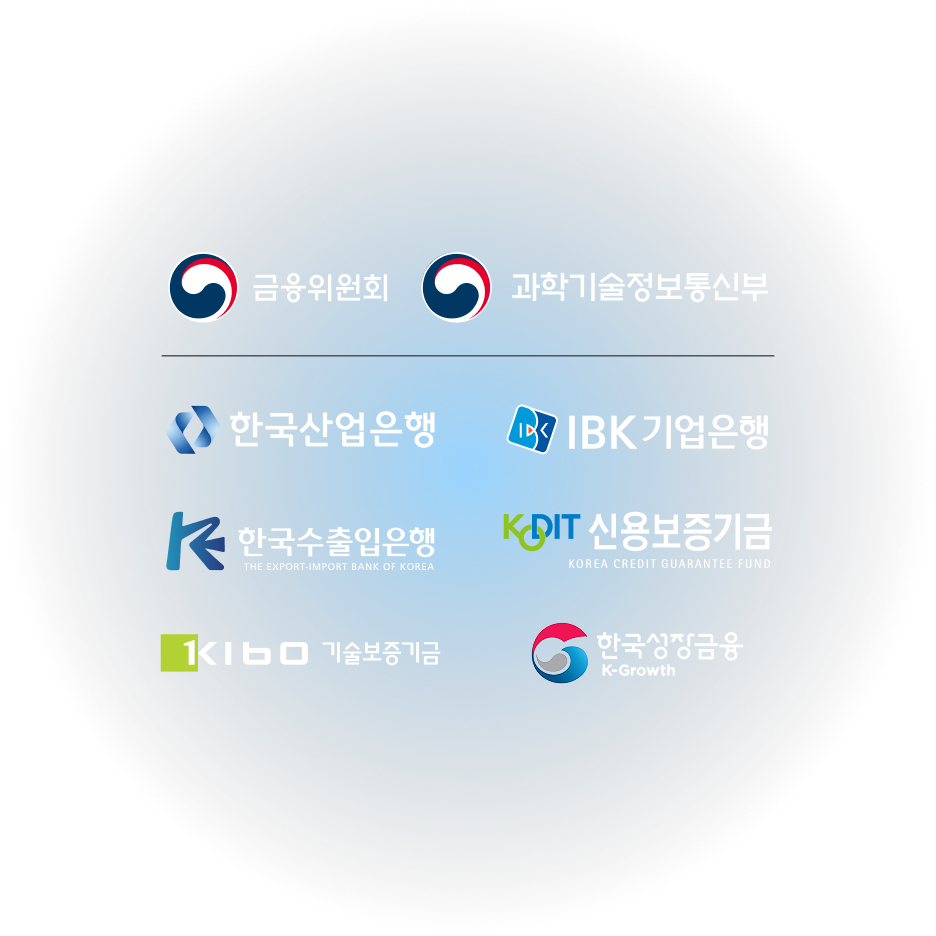 금융위원회 과학기술정보통신부
한국산업은행 IBK 기업은행
한국수출입은행
THE EXPORT-IMPORT BANK OF KOREA
KODIT 신용보증기금
KOREA CREDIT GUARANTEE FUND
1 KIbO 기술보증기금
한국성장금융
K-Growth